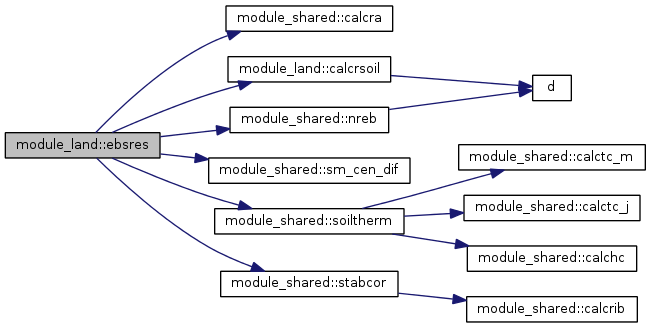 module_shared::calcra
module_land::calcrsoil
d
module_shared::nreb
module_land::ebsres
module_shared::calctc_m
module_shared::sm_cen_dif
module_shared::calctc_j
module_shared::soiltherm
module_shared::calchc
module_shared::stabcor
module_shared::calcrib